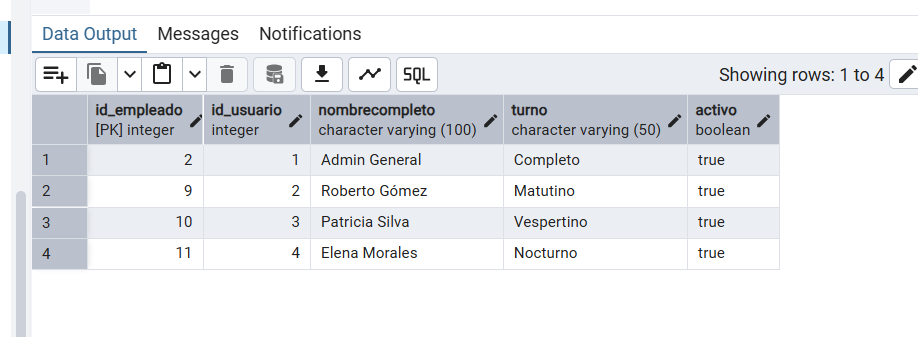 Data Output Messages Notifications
SQL Showing rows: 1 to 4
id_empleado id_usuario nombrecompleto turno activo
[PK] integer integer character varying (100) character varying (50) boolean
1 2 1 Admin General Completo true
2 9 2 Roberto Gómez Matutino true
3 10 3 Patricia Silva Vespertino true
4 11 4 Elena Morales Nocturno true